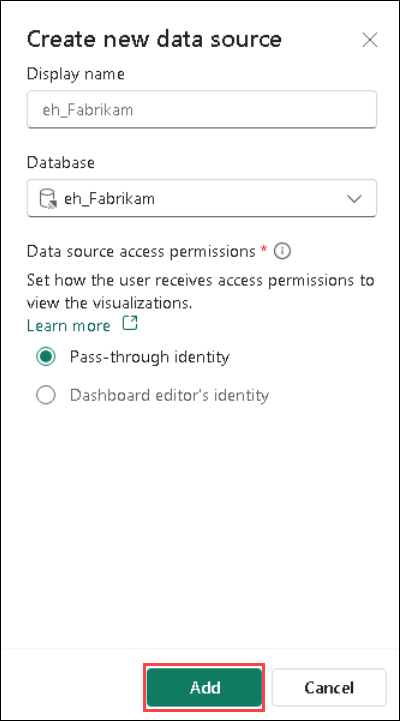 Create new data source
Display name
eh_Fabrikam
Database
eh_Fabrikam
Data source access permissions *
Set how the user receives access permissions to
view the visualizations.
Learn more
Pass-through identity
Dashboard editor's identity
Add
Cancel